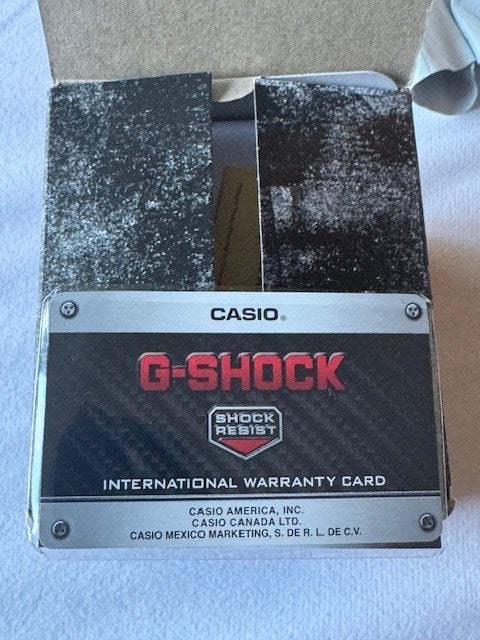 CASIO®
G-SHOCK
SHOCK
RESIST
INTERNATIONAL WARRANTY CARD
CASIO AMERICA, INC.
CASIO CANADA LTD.
CASIO MEXICO MARKETING, S. DE R. L. DE C.V.